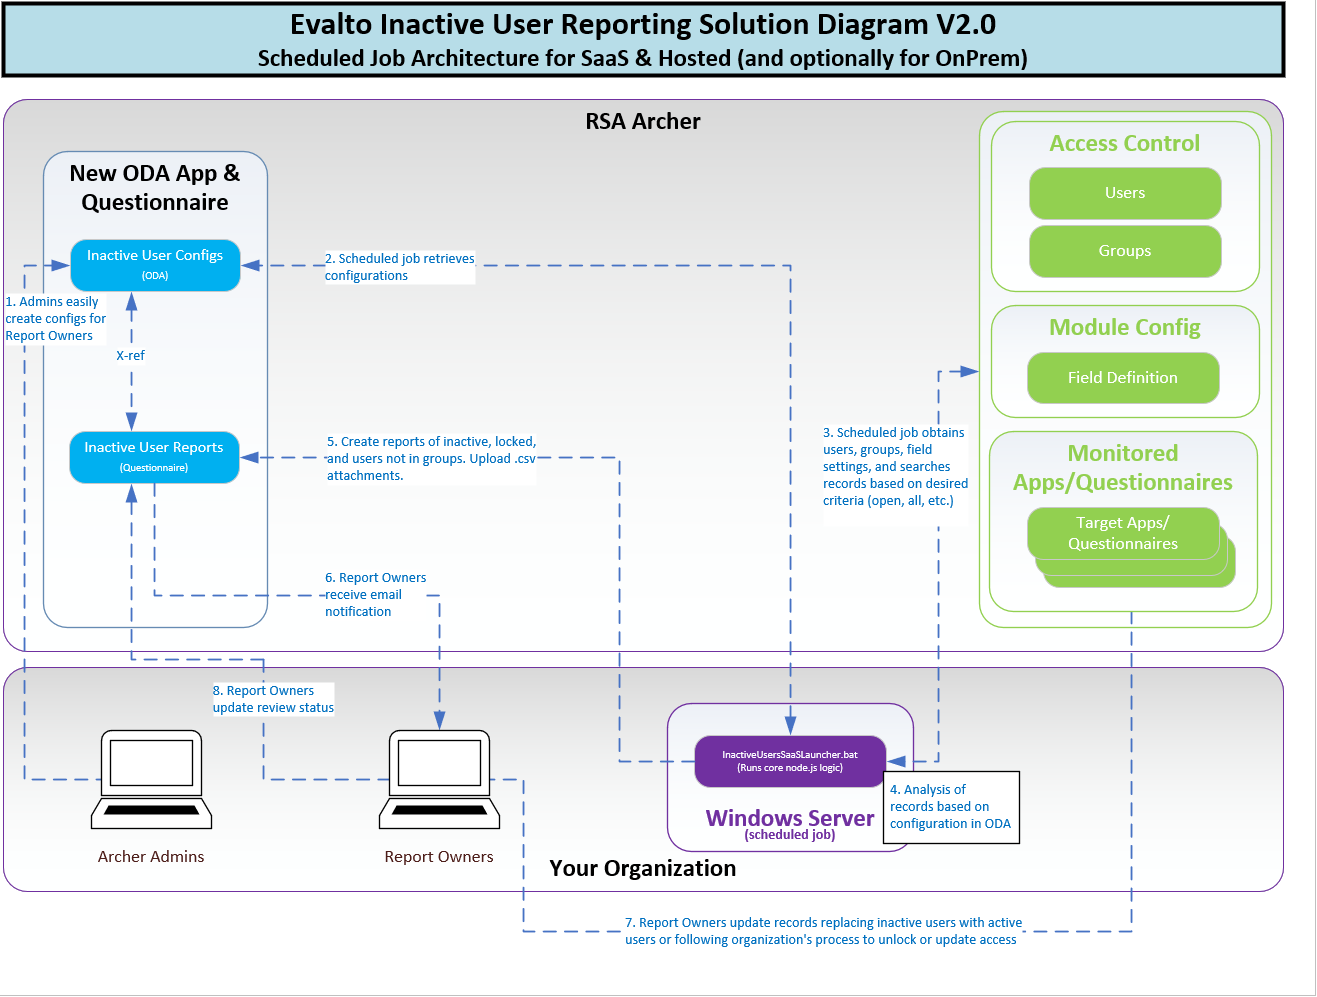 Evalto Inactive User Reporting Solution Diagram V2.0
Scheduled Job Architecture for SaaS & Hosted (and optionally for OnPrem)
RSA Archer
New ODA App &
Questionnaire
Inactive User Configs
(ODA)
1. Admins easily
create configs for
Report Owners
X-ref
Inactive User Reports
(Questionnaire)
2. Scheduled job retrieves
configurations
5. Create reports of inactive, locked,
and users not in groups. Upload .csv
attachments.
6. Report Owners
receive email
notification
3. Scheduled job obtains
users, groups, field
settings, and searches
records based on desired
criteria (open, all, etc.)
Access Control
Users
Groups
Module Config
Field Definition
Monitored
Apps/Questionnaires
Target Apps/
Questionnaires
8. Report Owners
update review status
Archer Admins
Report Owners
InactiveUsersSaaSLauncher.bat
(Runs core node.js logic)
Windows Server
(scheduled job)
4. Analysis of
records based on
configuration in ODA
Your Organization
7. Report Owners update records replacing inactive users with active
users or following organization's process to unlock or update access